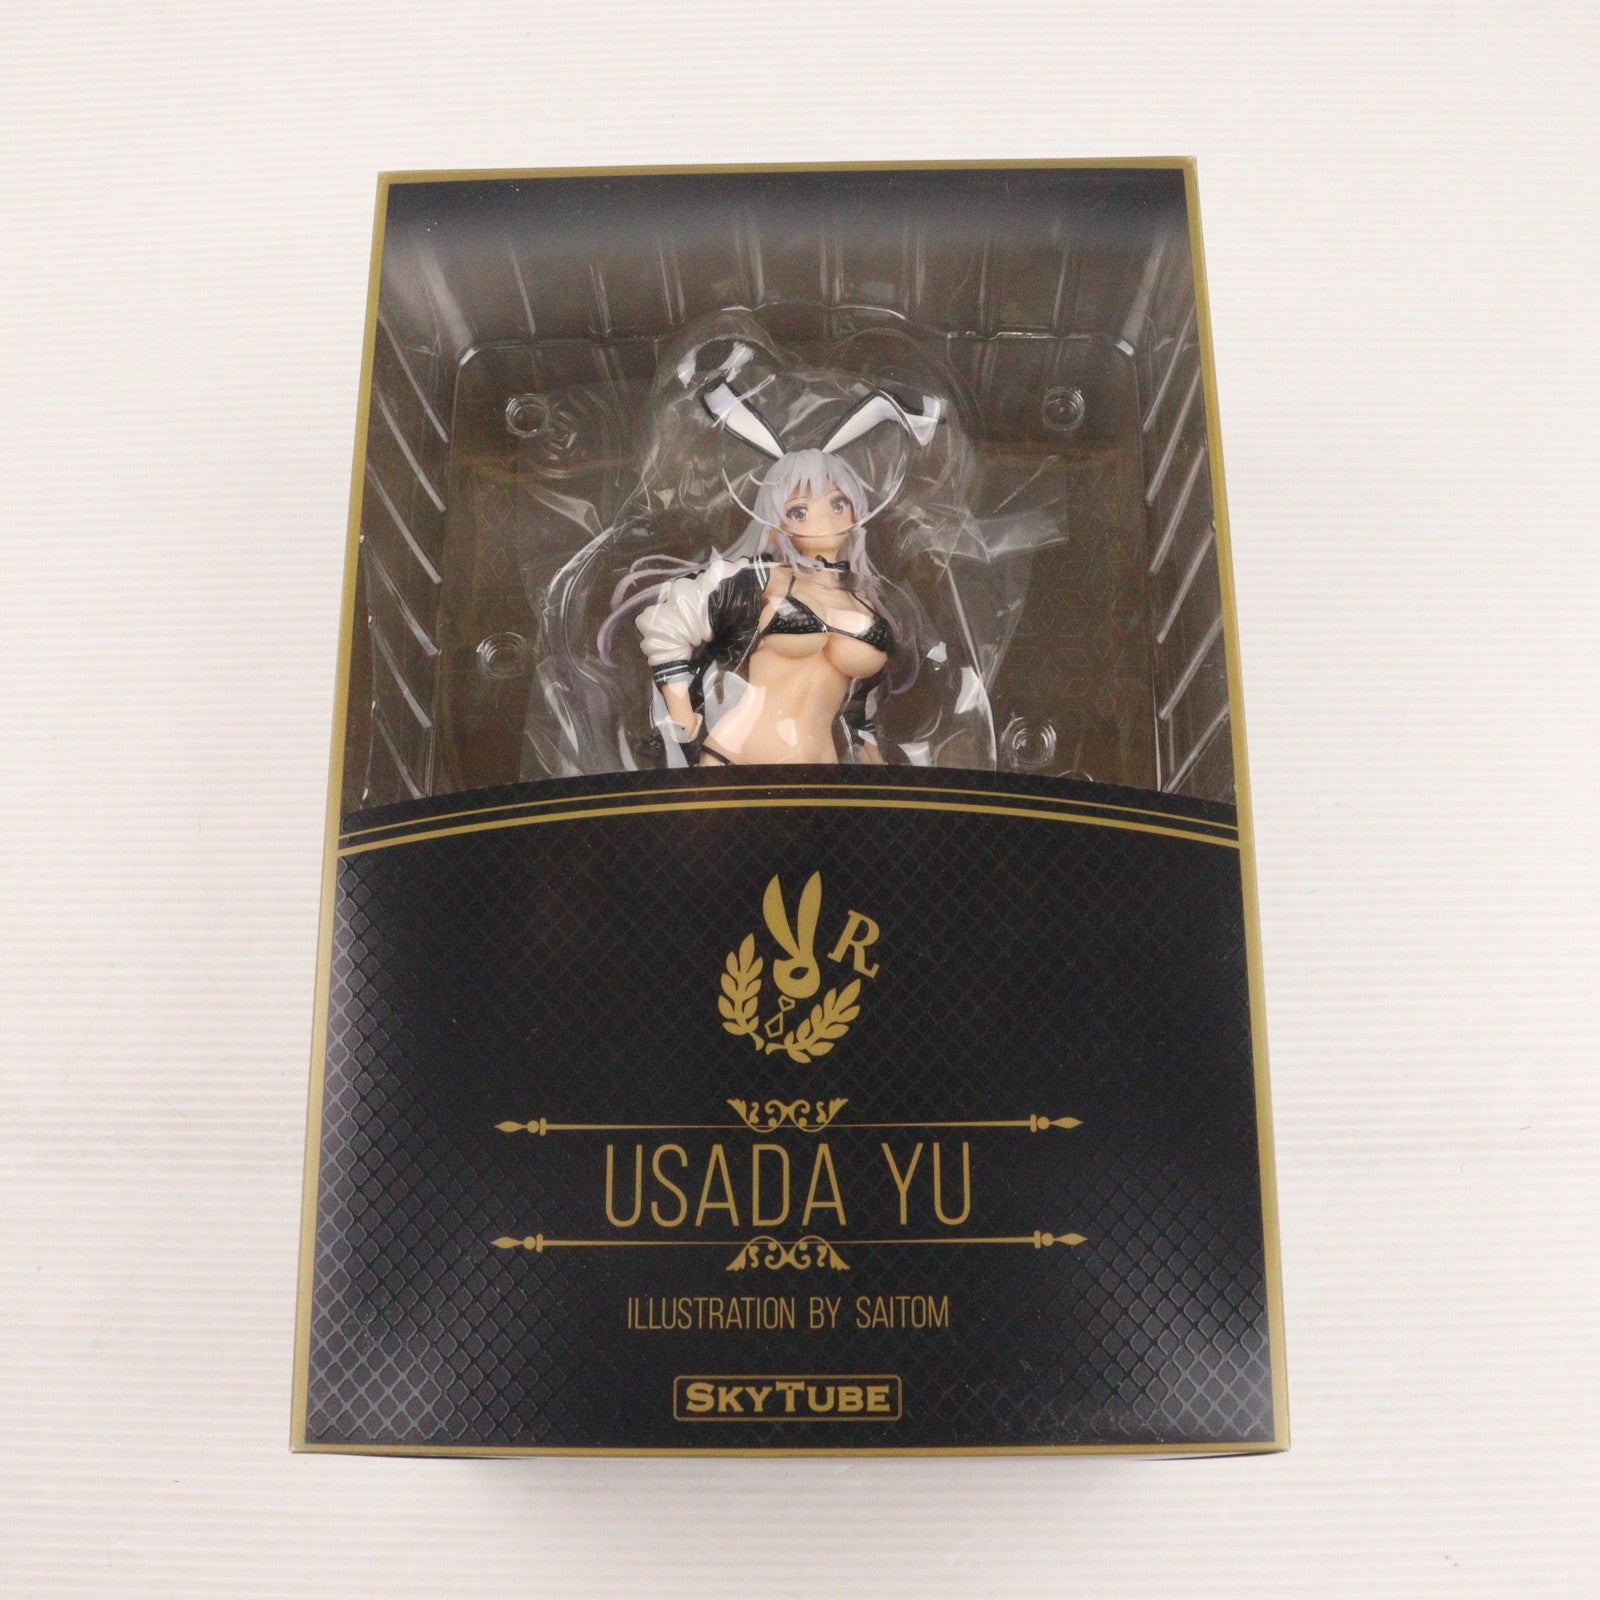 R
USADA YU
ILLUSTRATION BY SAITOM
SKYTUBE